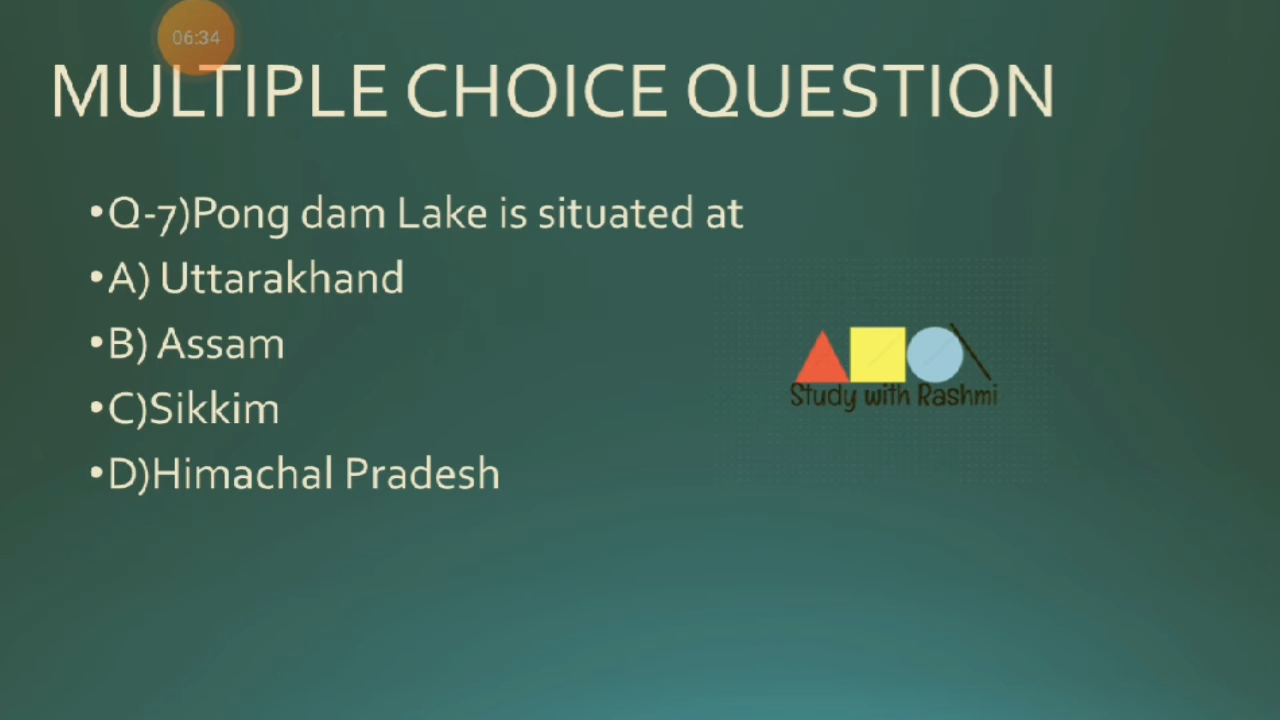 06:34
MULTIPLE CHOICE QUESTION
•Q-7)Pong dam Lake is situated at
•A) Uttarakhand
•B) Assam
•C)Sikkim
•D)Himachal Pradesh
Study with Rashmi